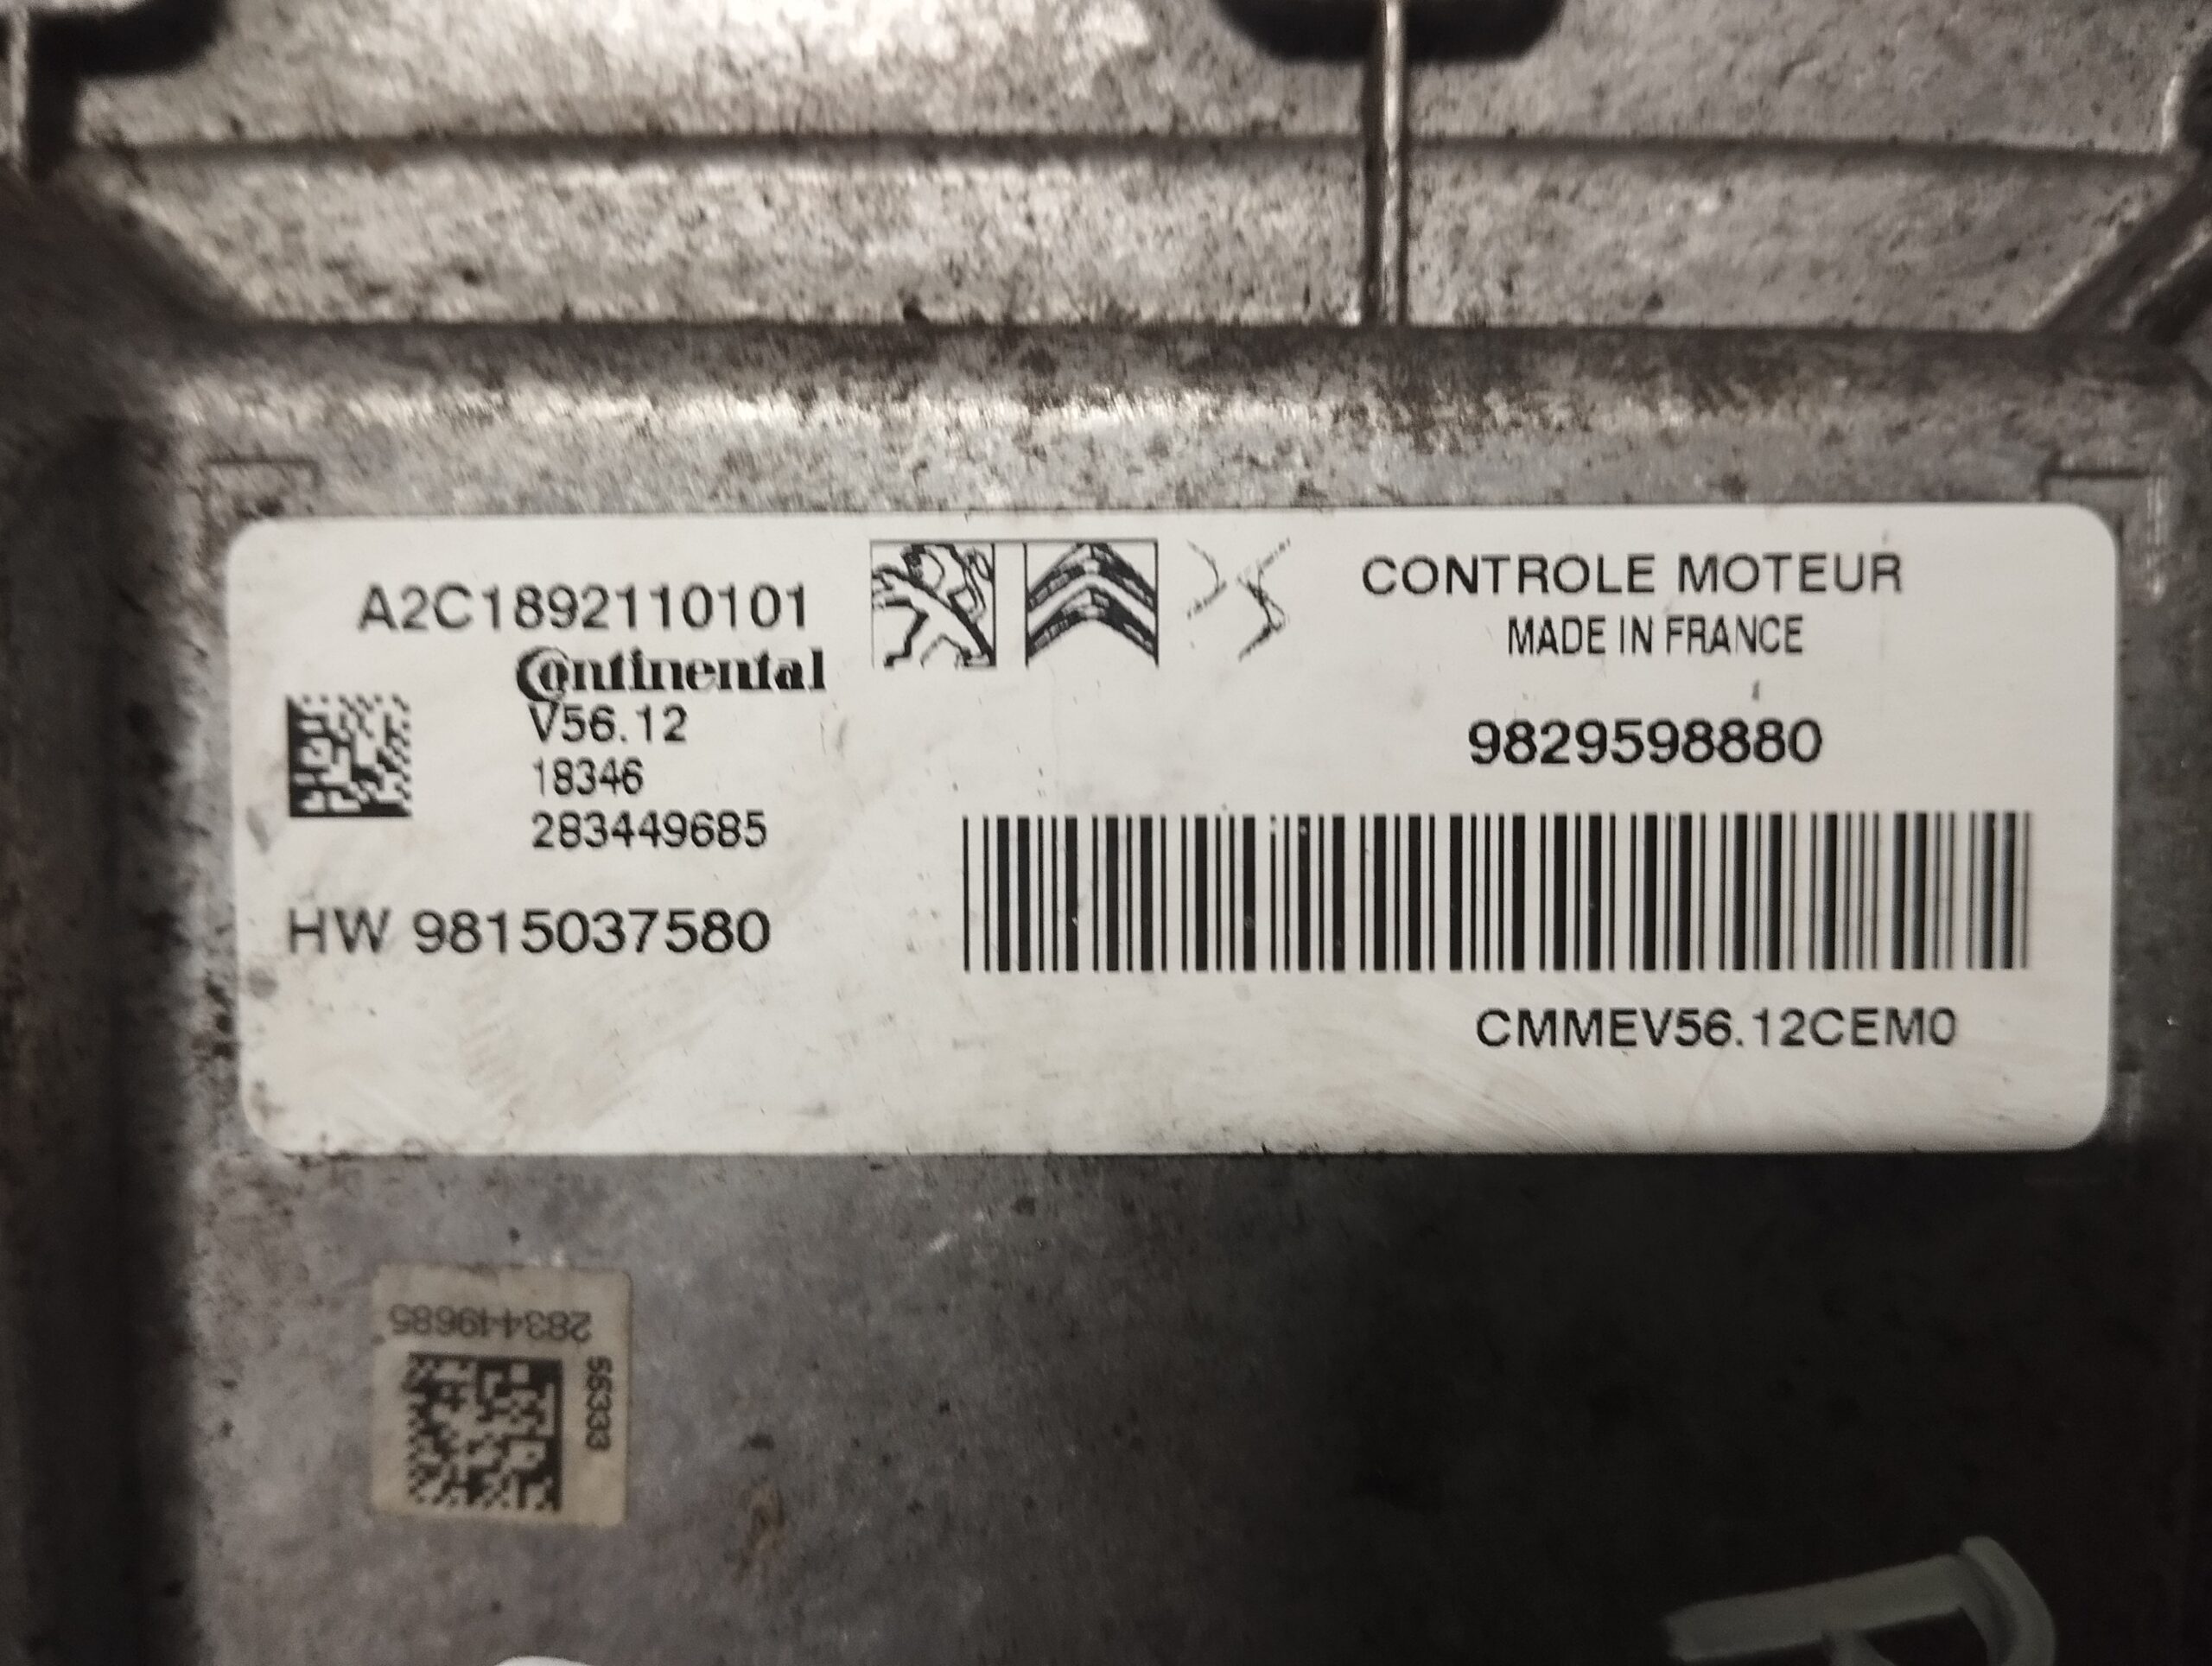 A2C1892110101
Continental
V56.12
18346
283449685
HW 9815037580
CONTROLE MOTEUR
MADE IN FRANCE
9829598880
CMMEV56.12CEM0
283449685
56333